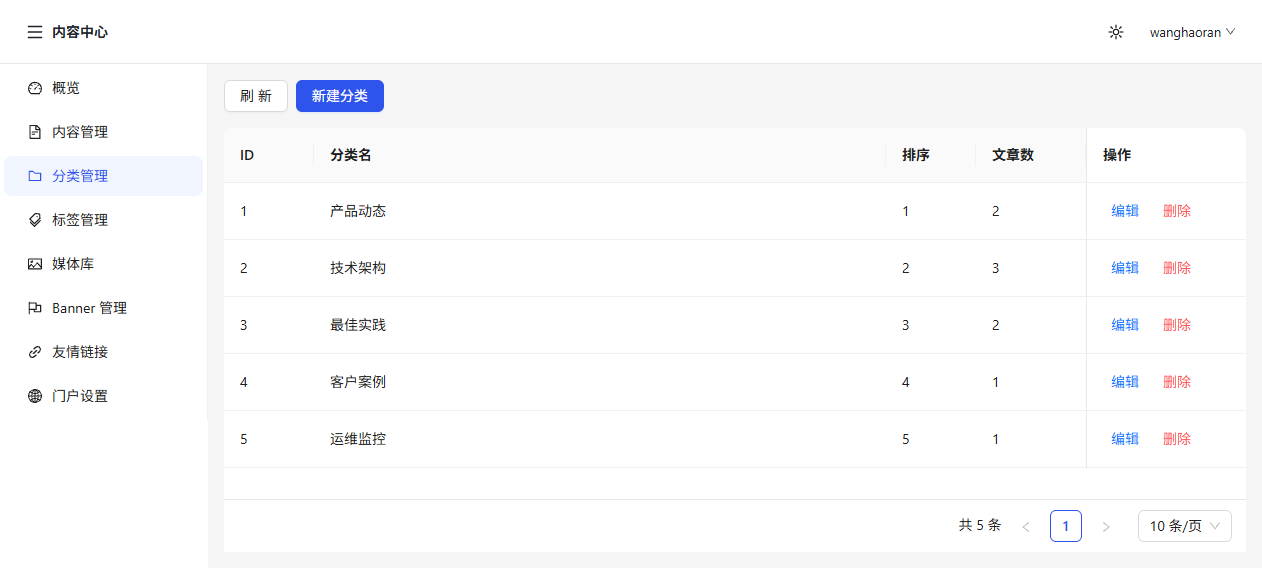 内容中心
wanghaoran
概览
内容管理
分类管理
标签管理
媒体库
Banner 管理
友情链接
门户设置
刷 新 新建分类
ID 分类名 排序 文章数 操作
1 产品动态 1 2 编辑 删除
2 技术架构 2 3 编辑 删除
3 最佳实践 3 2 编辑 删除
4 客户案例 4 1 编辑 删除
5 运维监控 5 1 编辑 删除
共 5 条 1 10 条/页